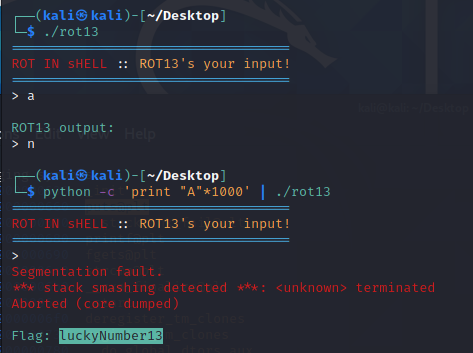 ┌──(kali㉿kali)-[~/Desktop]
└─$ ./rot13
ROT IN sHELL :: ROT13's your input!
> a
ROT13 output:
> n
┌──(kali㉿kali)-[~/Desktop]
└─$ python -c 'print "A"*1000' | ./rot13
ROT IN sHELL :: ROT13's your input!
>
Segmentation fault.
*** stack smashing detected ***: <unknown> terminated
Aborted (core dumped)
Flag: luckyNumber13